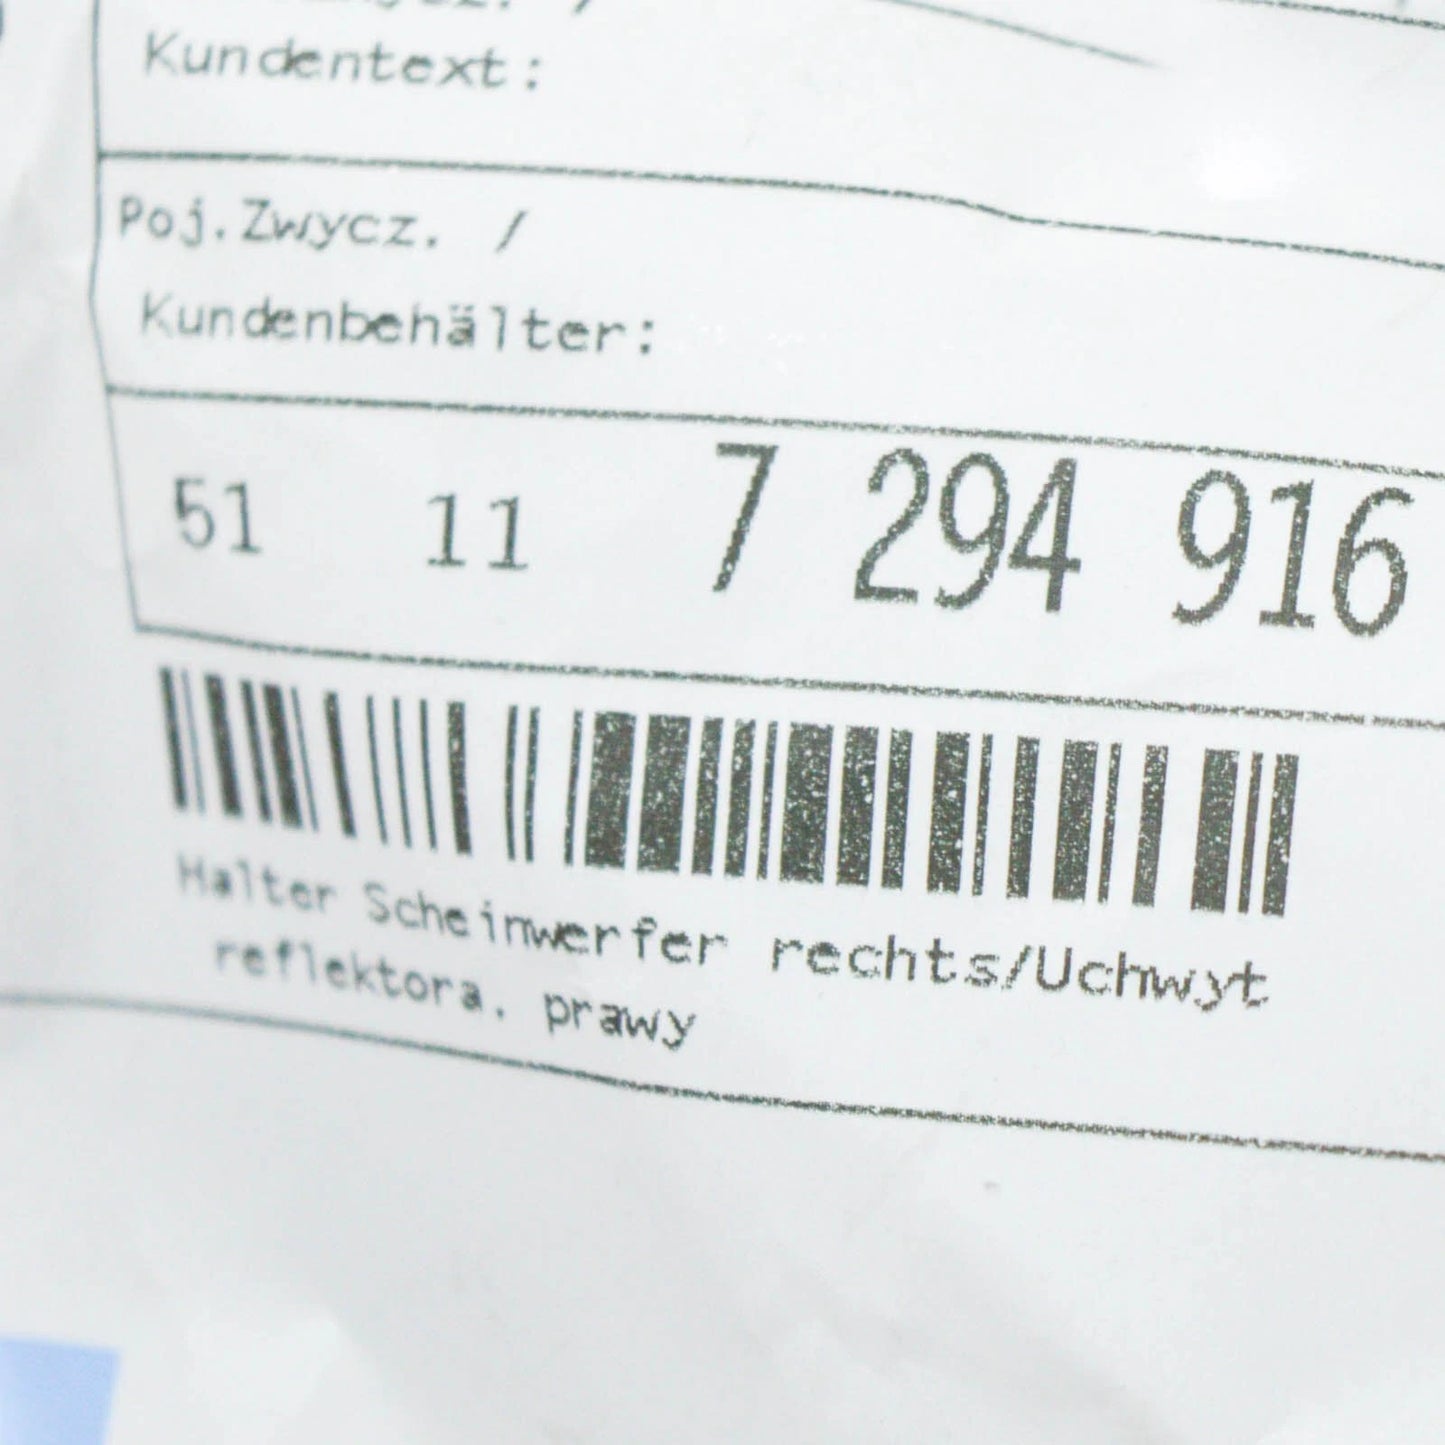 Kundentext:
Poj.Zwycz. /
Kundenbehälter:
51 11 7 294 916
Halter Scheinwerfer rechts/Uchwyt
reflektora. prawy